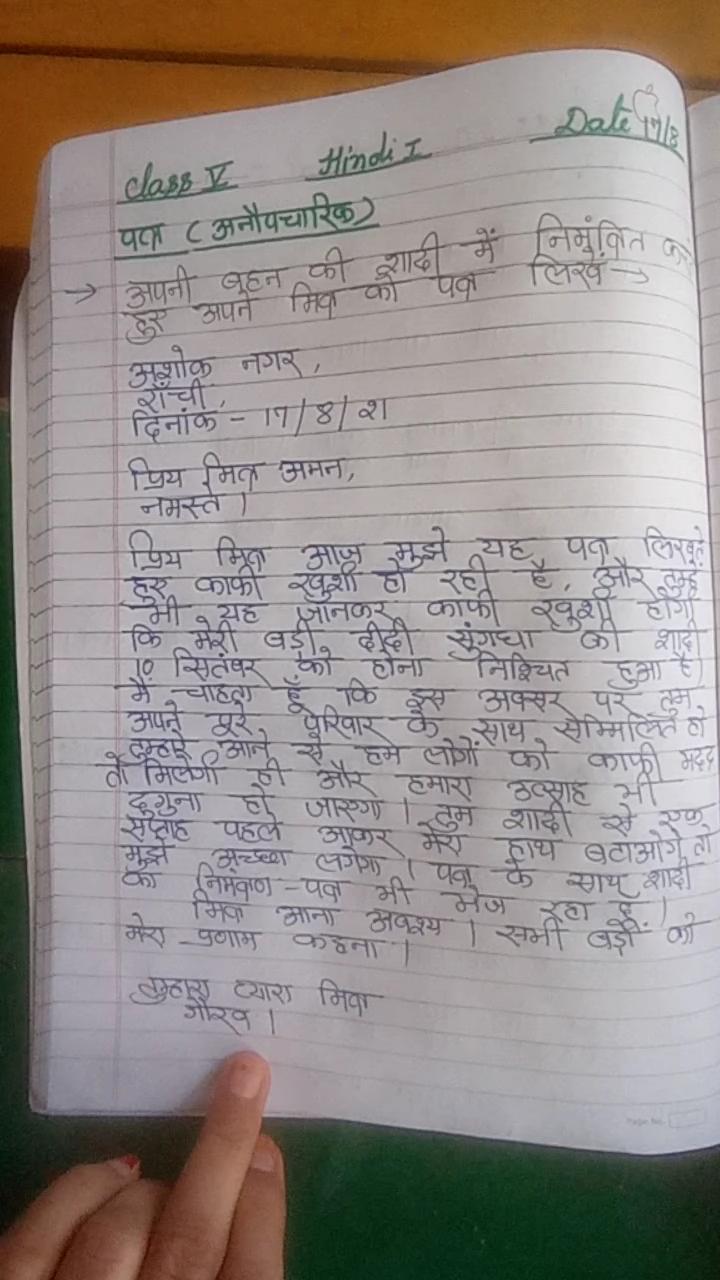 Class V Hindi I Date 17/8
पत्र (अनौपचारिक)
→ अपनी बहन की शादी में निमंत्रित
हुए अपने मित्र को पत्र लिखें →
अशोक नगर,
राँची,
दिनांक - 17/8/21
प्रिय मित्र अमन,
नमस्ते ।
प्रिय मित्र आज मुझे यह पत्र लिखते
हुए काफी खुशी हो रही है, और तुम्हें
भी यह जानकर काफी खुशी होगी
कि मेरी बड़ी दीदी सुगंधा की शादी
10 सितंबर को होना निश्चित हुआ है।
मैं चाहता हूँ कि इस अवसर पर तुम
अपने पूरे परिवार के साथ सम्मिलित हो
तुम्हारे आने से हम लोगों को काफी मदद
तो मिलेगी ही और हमारा उत्साह भी
दुगुना हो जाएगा । तुम शादी से एक
सप्ताह पहले आकर मेरा हाथ बटाओगे तो
मुझे अच्छा लगेगा । पत्र के साथ शादी
का निमंत्रण-पत्र भी भेज रहा हूँ ।
मित्र आना अवश्य । सभी बड़ों को
मेरा प्रणाम कहना ।
तुम्हारा प्यारा मित्र
गौरव ।